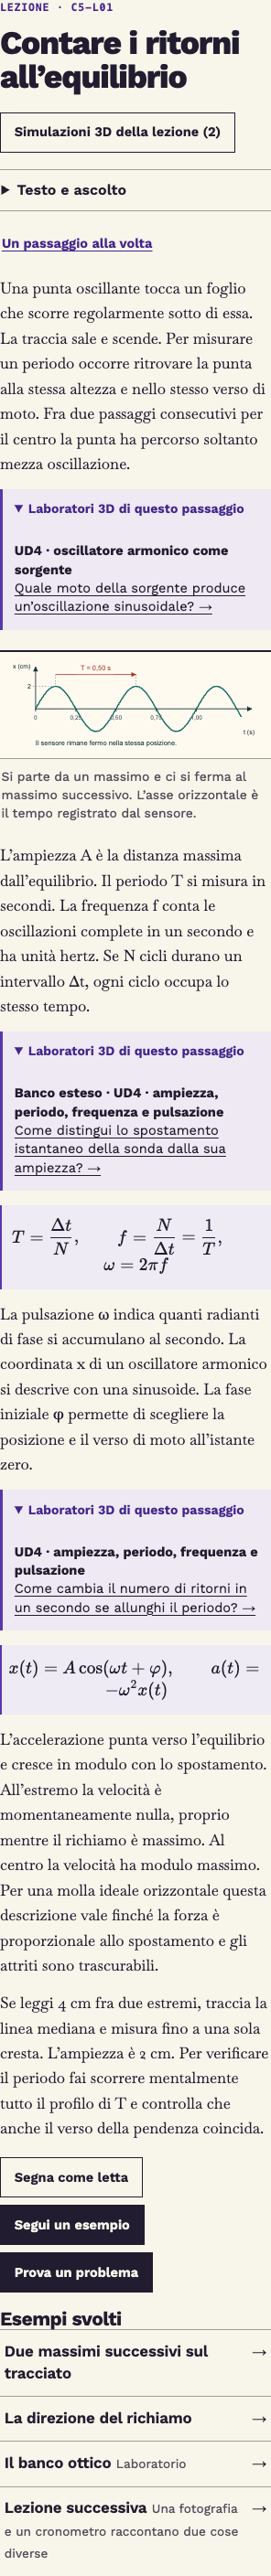 LEZIONE · C5-L01
Contare i ritorni
all’equilibrio
Simulazioni 3D della lezione (2)
▶ Testo e ascolto
Un passaggio alla volta
Una punta oscillante tocca un foglio
che scorre regolarmente sotto di essa.
La traccia sale e scende. Per misurare
un periodo occorre ritrovare la punta
alla stessa altezza e nello stesso verso di
moto. Fra due passaggi consecutivi per
il centro la punta ha percorso soltanto
mezza oscillazione.
▼ Laboratori 3D di questo passaggio
UD4 · oscillatore armonico come
sorgente
Quale moto della sorgente produce
un’oscillazione sinusoidale? →
x (cm)
T = 0,50 s
2
0 0,25 0,50 0,75 1,00
t (s)
Il sensore rimane fermo nella stessa posizione.
Si parte da un massimo e ci si ferma al
massimo successivo. L’asse orizzontale è
il tempo registrato dal sensore.
L’ampiezza A è la distanza massima
dall’equilibrio. Il periodo T si misura in
secondi. La frequenza f conta le
oscillazioni complete in un secondo e
ha unità hertz. Se N cicli durano un
intervallo Δt, ogni ciclo occupa lo
stesso tempo.
▼ Laboratori 3D di questo passaggio
Banco esteso · UD4 · ampiezza,
periodo, frequenza e pulsazione
Come distingui lo spostamento
istantaneo della sonda dalla sua
ampiezza? →
T = Δt/N, f = N/Δt = 1/T,
ω = 2πf
La pulsazione ω indica quanti radianti
di fase si accumulano al secondo. La
coordinata x di un oscillatore armonico
si descrive con una sinusoide. La fase
iniziale φ permette di scegliere la
posizione e il verso di moto all’istante
zero.
▼ Laboratori 3D di questo passaggio
UD4 · ampiezza, periodo, frequenza e
pulsazione
Come cambia il numero di ritorni in
un secondo se allunghi il periodo? →
x(t) = A cos(ωt + φ), a(t) =
−ω²x(t)
L’accelerazione punta verso l’equilibrio
e cresce in modulo con lo spostamento.
All’estremo la velocità è
momentaneamente nulla, proprio
mentre il richiamo è massimo. Al
centro la velocità ha modulo massimo.
Per una molla ideale orizzontale questa
descrizione vale finché la forza è
proporzionale allo spostamento e gli
attriti sono trascurabili.
Se leggi 4 cm fra due estremi, traccia la
linea mediana e misura fino a una sola
cresta. L’ampiezza è 2 cm. Per verificare
il periodo fai scorrere mentalmente
tutto il profilo di T e controlla che
anche il verso della pendenza coincida.
Segna come letta
Segui un esempio
Prova un problema
Esempi svolti
Due massimi successivi sul →
tracciato
La direzione del richiamo →
Il banco ottico Laboratorio →
Lezione successiva Una fotografia →
e un cronometro raccontano due cose
diverse